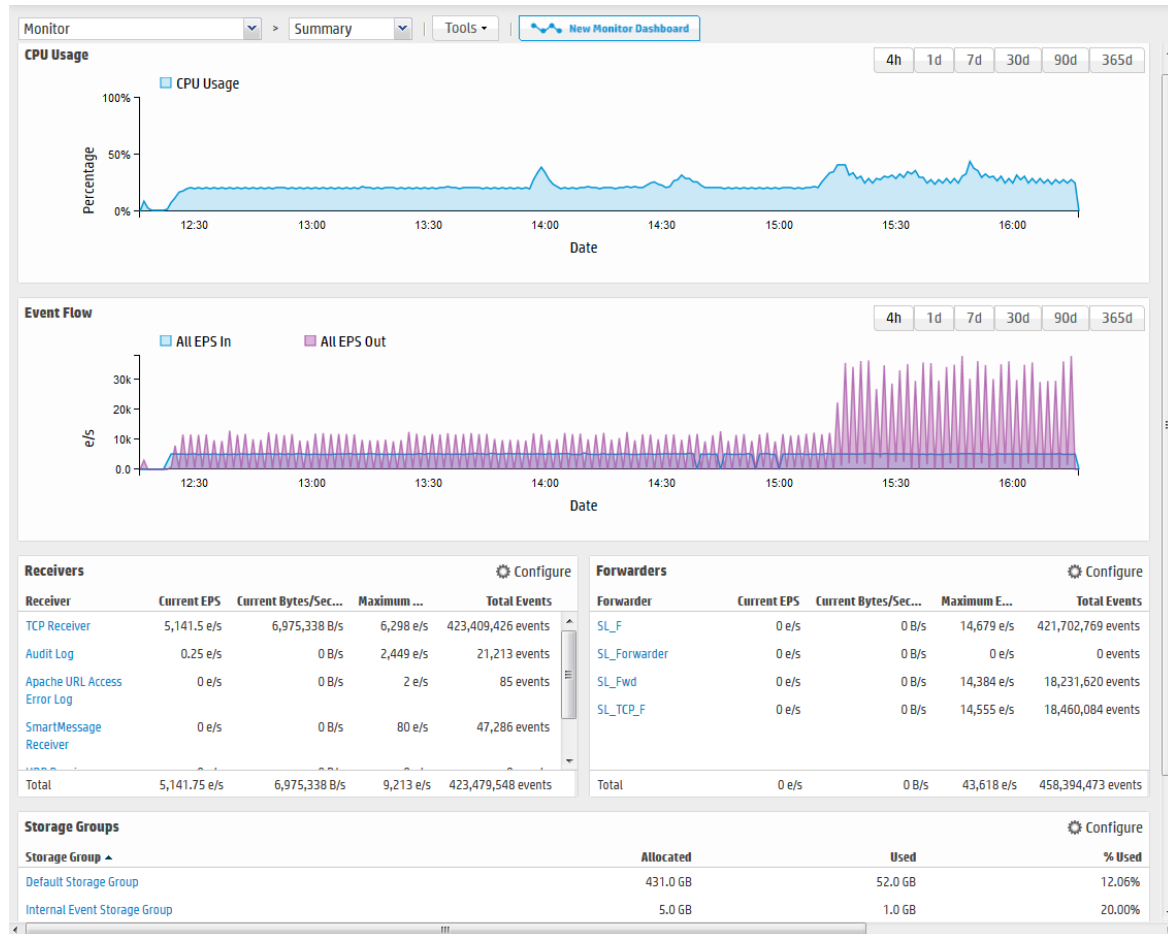 Monitor > Summary Tools New Monitor Dashboard
CPU Usage
4h 1d 7d 30d 90d 365d
CPU Usage
100%
50%
0%
Percentage
12:30 13:00 13:30 14:00 14:30 15:00 15:30 16:00
Date
Event Flow
4h 1d 7d 30d 90d 365d
All EPS In All EPS Out
30k
20k
10k
0.0
e/s
12:30 13:00 13:30 14:00 14:30 15:00 15:30 16:00
Date
Receivers Configure
Receiver Current EPS Current Bytes/Sec... Maximum ... Total Events
TCP Receiver 5,141.5 e/s 6,975,338 B/s 6,298 e/s 423,409,426 events
Audit Log 0.25 e/s 0 B/s 2,449 e/s 21,213 events
Apache URL Access 0 e/s 0 B/s 2 e/s 85 events
Error Log
SmartMessage 0 e/s 0 B/s 80 e/s 47,286 events
Receiver
Total 5,141.75 e/s 6,975,338 B/s 9,213 e/s 423,479,548 events
Forwarders Configure
Forwarder Current EPS Current Bytes/Sec... Maximum E... Total Events
SL_F 0 e/s 0 B/s 14,679 e/s 421,702,769 events
SL_Forwarder 0 e/s 0 B/s 0 e/s 0 events
SL_Fwd 0 e/s 0 B/s 14,384 e/s 18,231,620 events
SL_TCP_F 0 e/s 0 B/s 14,555 e/s 18,460,084 events
Total 0 e/s 0 B/s 43,618 e/s 458,394,473 events
Storage Groups Configure
Storage Group Allocated Used % Used
Default Storage Group 431.0 GB 52.0 GB 12.06%
Internal Event Storage Group 5.0 GB 1.0 GB 20.00%